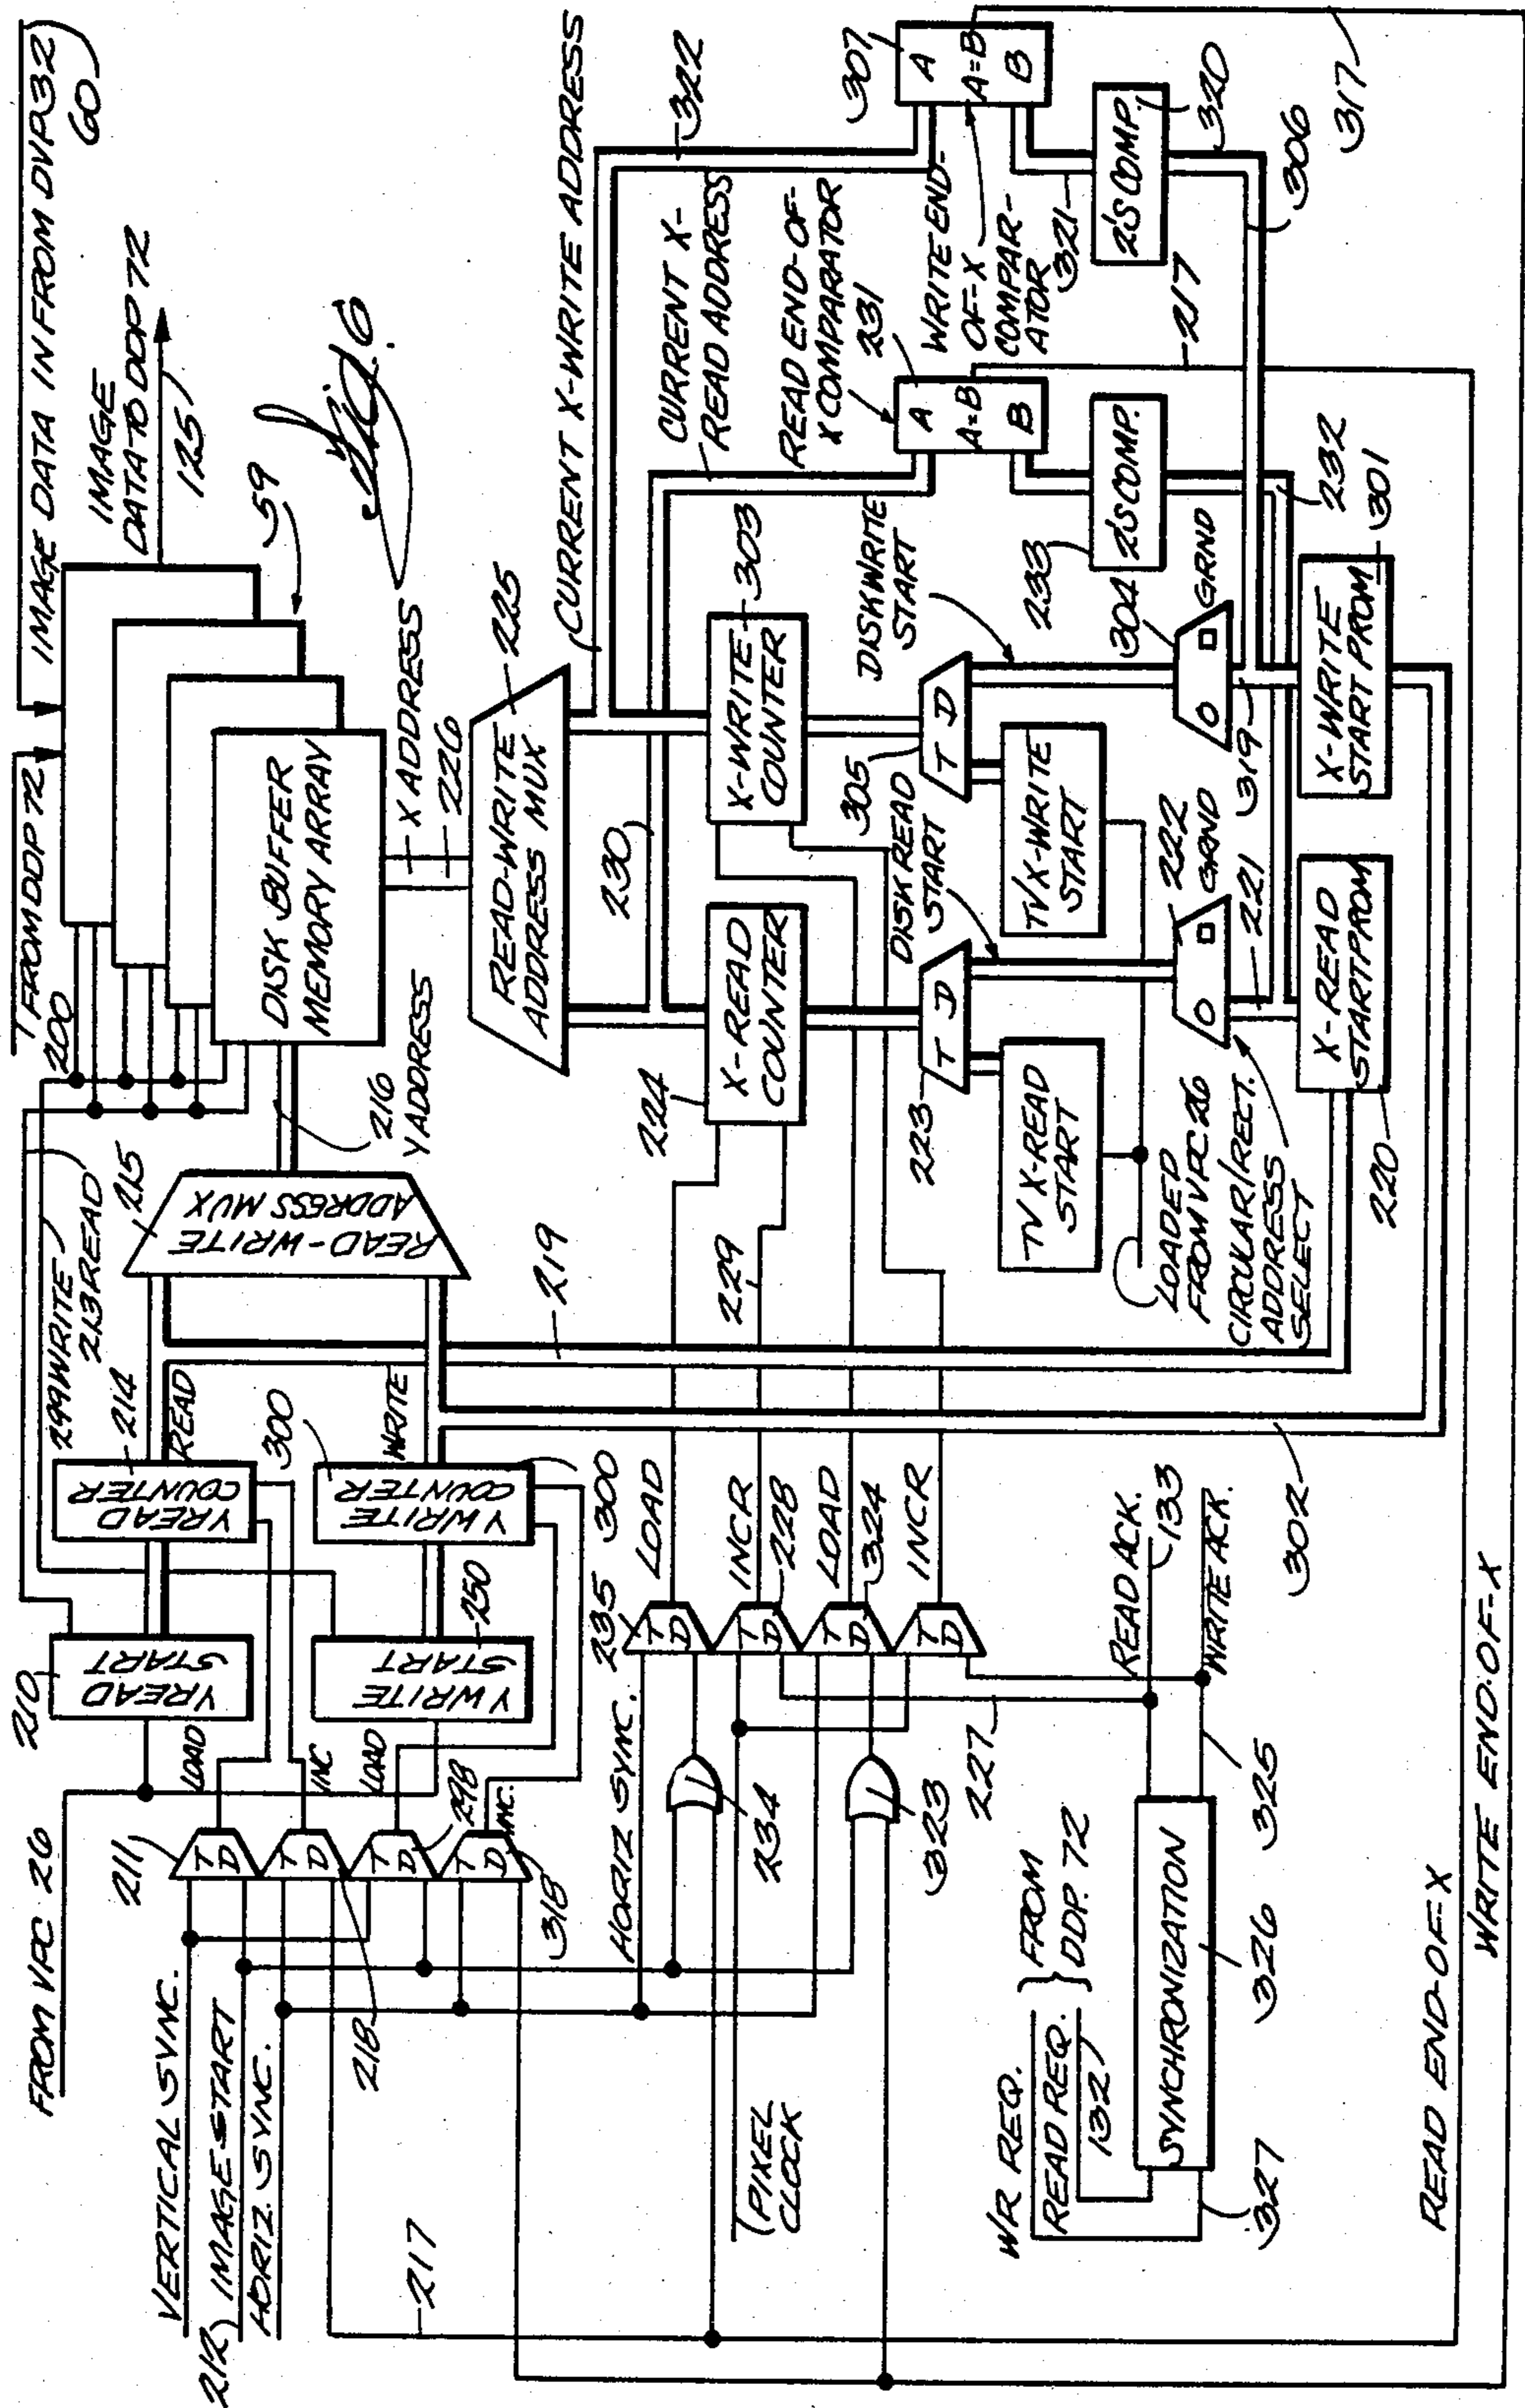 IMAGE DATA IN FROM DVP 32
60
FROM DDP 72
200
IMAGE
DATA TO DDP 72
125
59
Fig. 6
DISK BUFFER
MEMORY ARRAY
X ADDRESS
226
225
READ-WRITE
ADDRESS MUX
216
Y ADDRESS
215
READ-WRITE
ADDRESS MUX
299 WRITE
213 READ
214
READ
Y READ
COUNTER
300
WRITE
Y WRITE
COUNTER
300
210
Y READ
START
Y WRITE
START
250
FROM VPC 26
LOAD
INC
LOAD
INC.
211
T D
T D
T D
T D
298
318
218
VERTICAL SYNC.
212
IMAGE START
HORIZ. SYNC.
217
CURRENT X-WRITE ADDRESS
322
CURRENT X-
READ ADDRESS
230
224
X-READ
COUNTER
X-WRITE
COUNTER
303
READ END-OF-
X COMPARATOR
231
A
A=B
B
WRITE END-
OF-X
COMPAR-
ATOR
307
A
A=B
B
321
2'S COMP.
320
306
317
217
2'S COMP.
233
232
DISK WRITE
START
DISK READ
START
305
T D
223
T D
TV X-WRITE
START
TV X-READ
START
304
O
GRND
222
O
GRND
319
221
X-WRITE
START PROM
301
X-READ
START PROM
220
LOADED
FROM VPC 26
CIRCULAR/RECT.
ADDRESS
SELECT
219
229
302
LOAD
INCR
228
LOAD
324
INCR
235
T D
T D
T D
T D
HORIZ SYNC.
234
323
227
PIXEL
CLOCK
WR REQ.
READ REQ.
132
FROM
DDP. 72
SYNCHRONIZATION
326
327
325
READ ACK.
133
WRITE ACK.
READ END-OF-X
WRITE END-OF-X